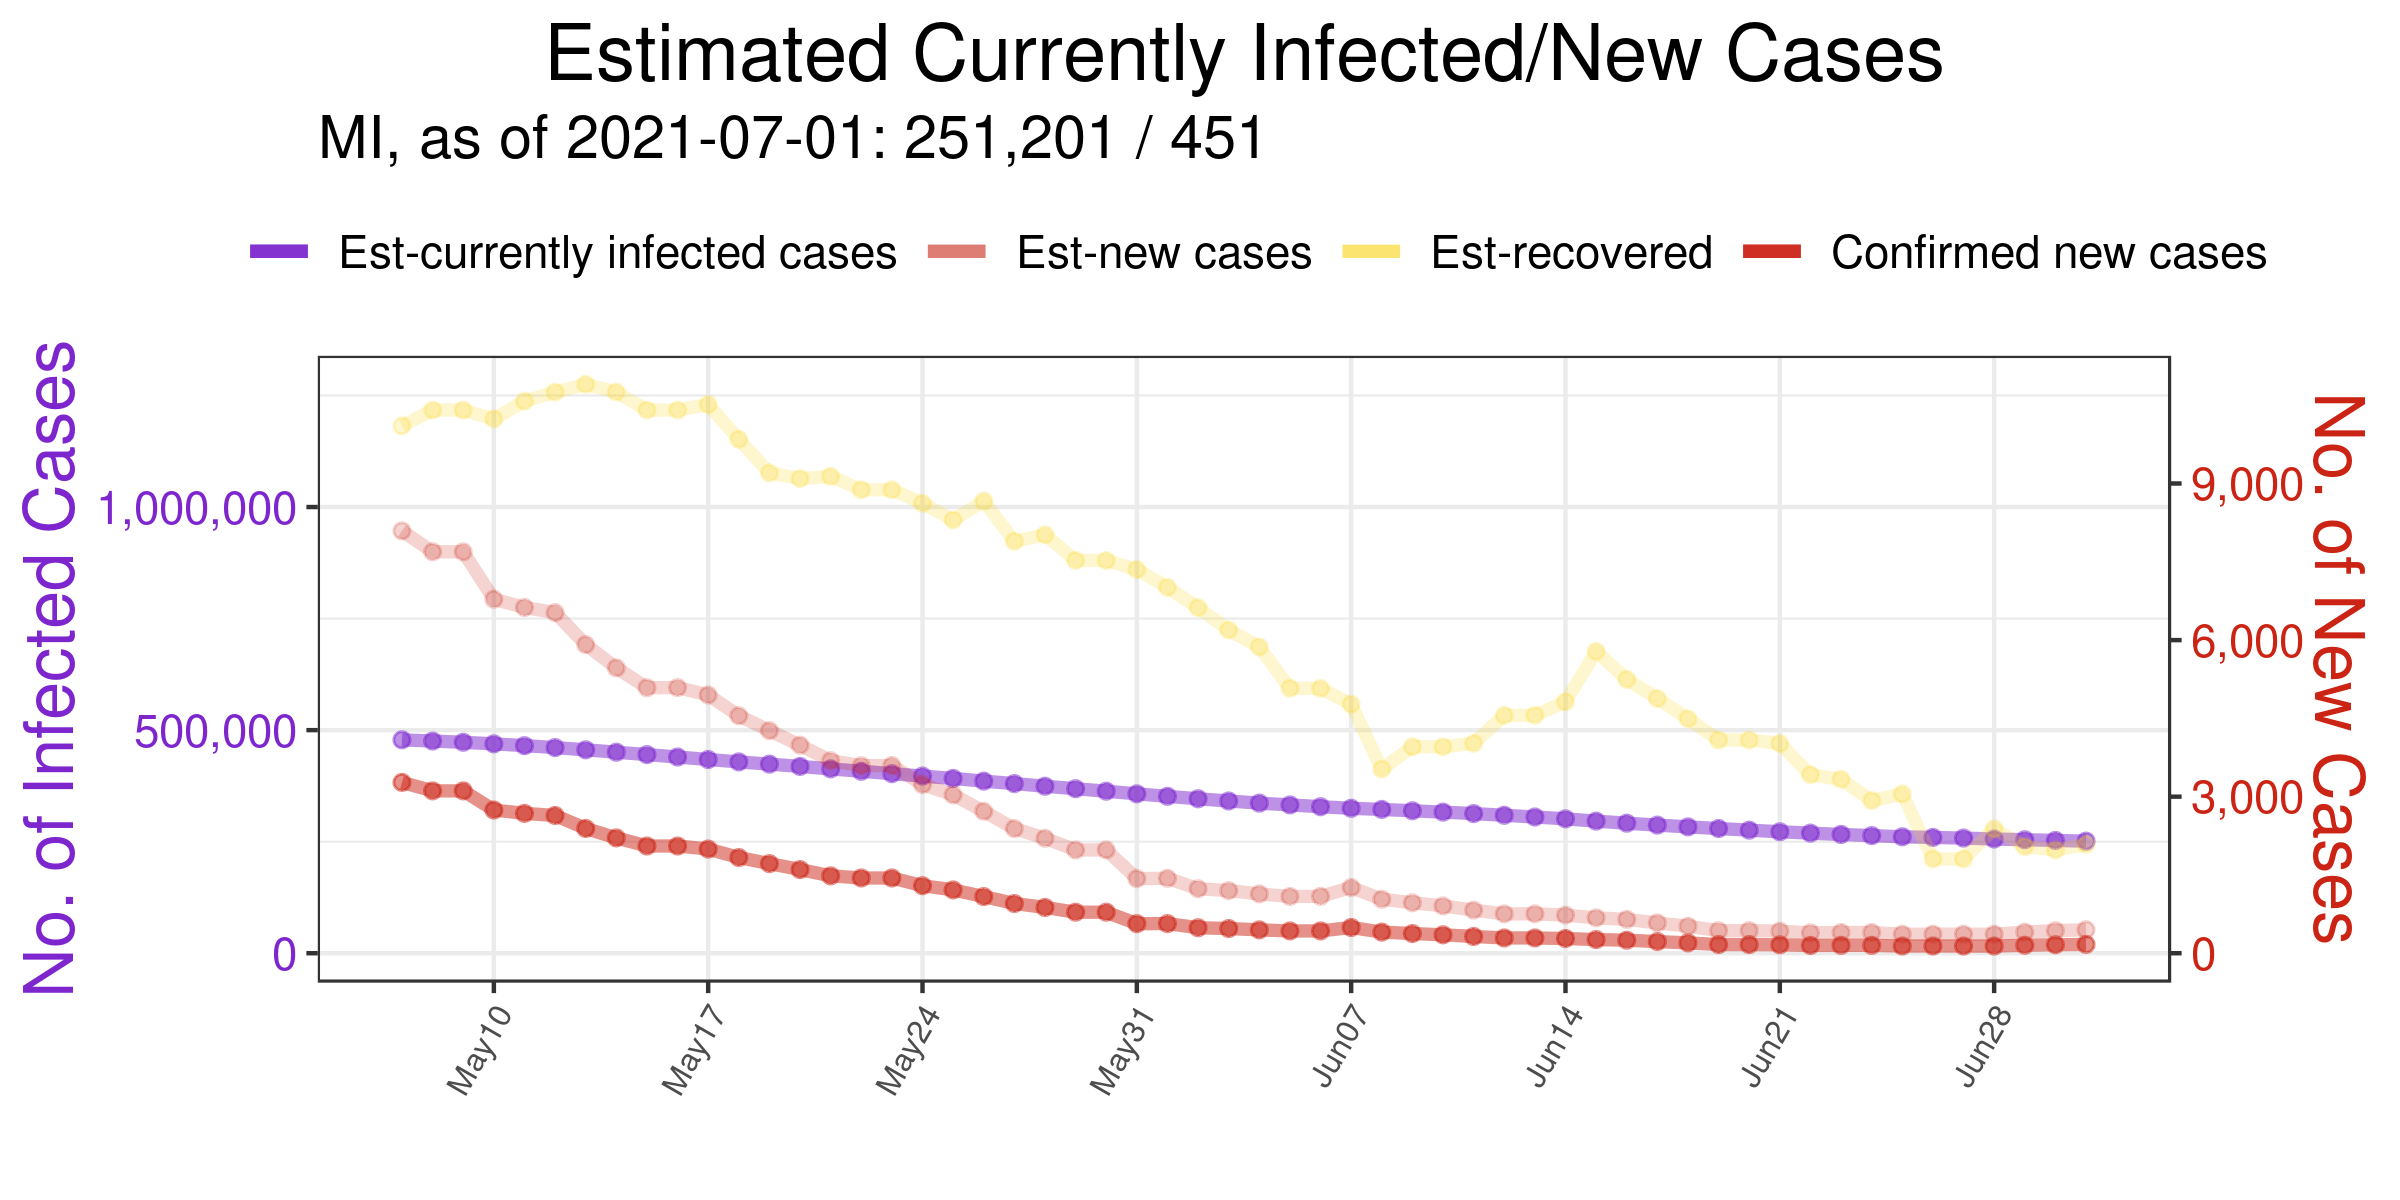 Estimated Currently Infected/New Cases
MI, as of 2021-07-01: 251,201 / 451
Est-currently infected cases Est-new cases Est-recovered Confirmed new cases
No. of Infected Cases
1,000,000
500,000
0
9,000
6,000
3,000
0
No. of New Cases
May10 May17 May24 May31 Jun07 Jun14 Jun21 Jun28